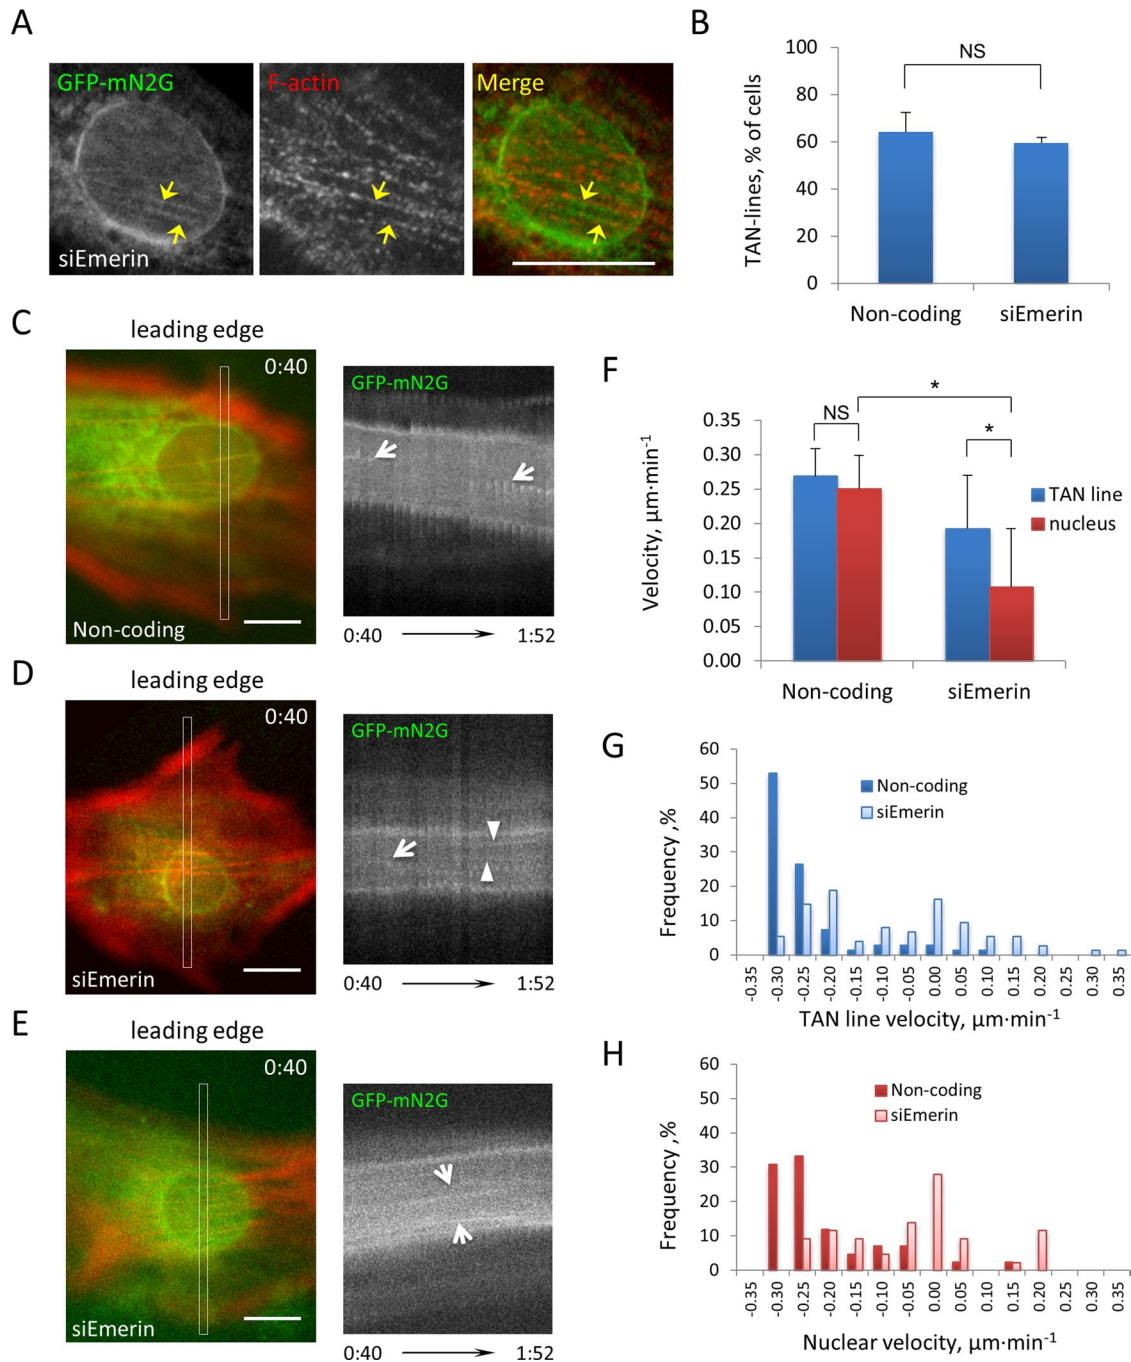 A
GFP-mN2G
F-actin
Merge
siEmerin
B
TAN-lines, % of cells
100
80
60
40
20
0
NS
Non-coding
siEmerin
C
leading edge
0:40
Non-coding
GFP-mN2G
0:40
1:52
D
leading edge
0:40
siEmerin
GFP-mN2G
0:40
1:52
E
leading edge
0:40
siEmerin
GFP-mN2G
0:40
1:52
F
Velocity, µm·min-1
0.35
0.30
0.25
0.20
0.15
0.10
0.05
0.00
NS
*
*
TAN line
nucleus
Non-coding
siEmerin
G
Frequency ,%
60
50
40
30
20
10
0
Non-coding
siEmerin
-0.35
-0.30
-0.25
-0.20
-0.15
-0.10
-0.05
0.00
0.05
0.10
0.15
0.20
0.30
0.35
TAN line velocity, µm·min-1
H
Frequency ,%
60
50
40
30
20
10
0
Non-coding
siEmerin
-0.35
-0.30
-0.25
-0.20
-0.15
-0.10
-0.05
0.00
0.05
0.10
0.15
0.20
0.30
0.35
Nuclear velocity, µm·min-1